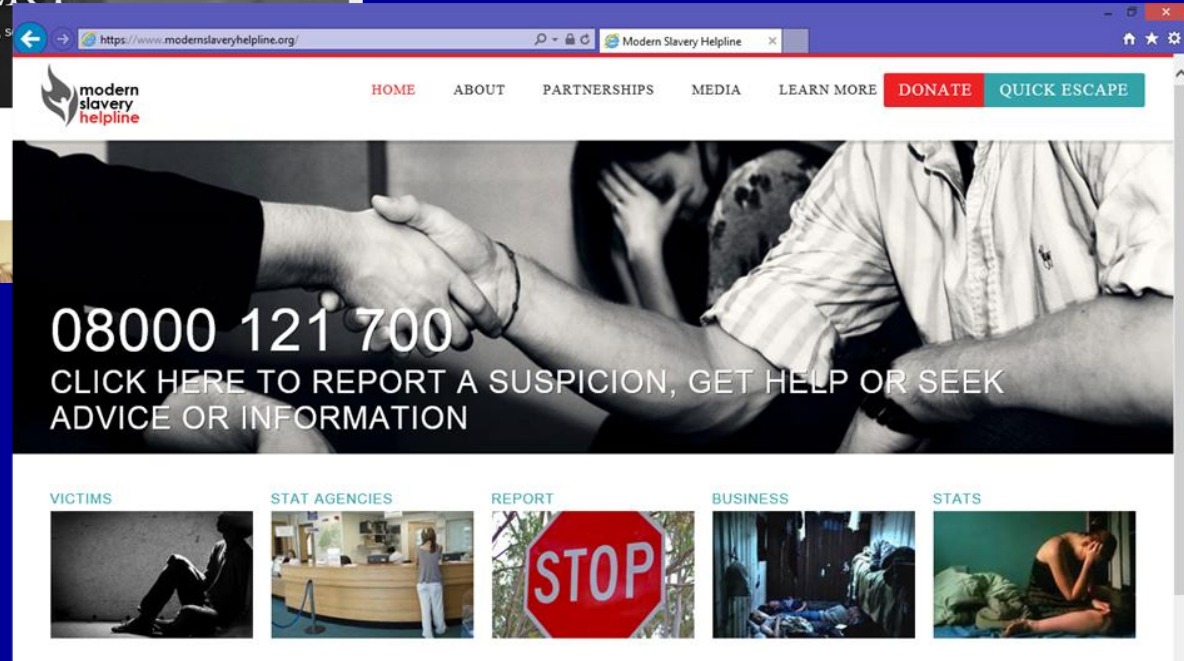 https://www.modernslaveryhelpline.org/
Modern Slavery Helpline
modern
slavery
helpline
HOME ABOUT PARTNERSHIPS MEDIA LEARN MORE DONATE QUICK ESCAPE
08000 121 700
CLICK HERE TO REPORT A SUSPICION, GET HELP OR SEEK
ADVICE OR INFORMATION
VICTIMS STAT AGENCIES REPORT BUSINESS STATS
STOP